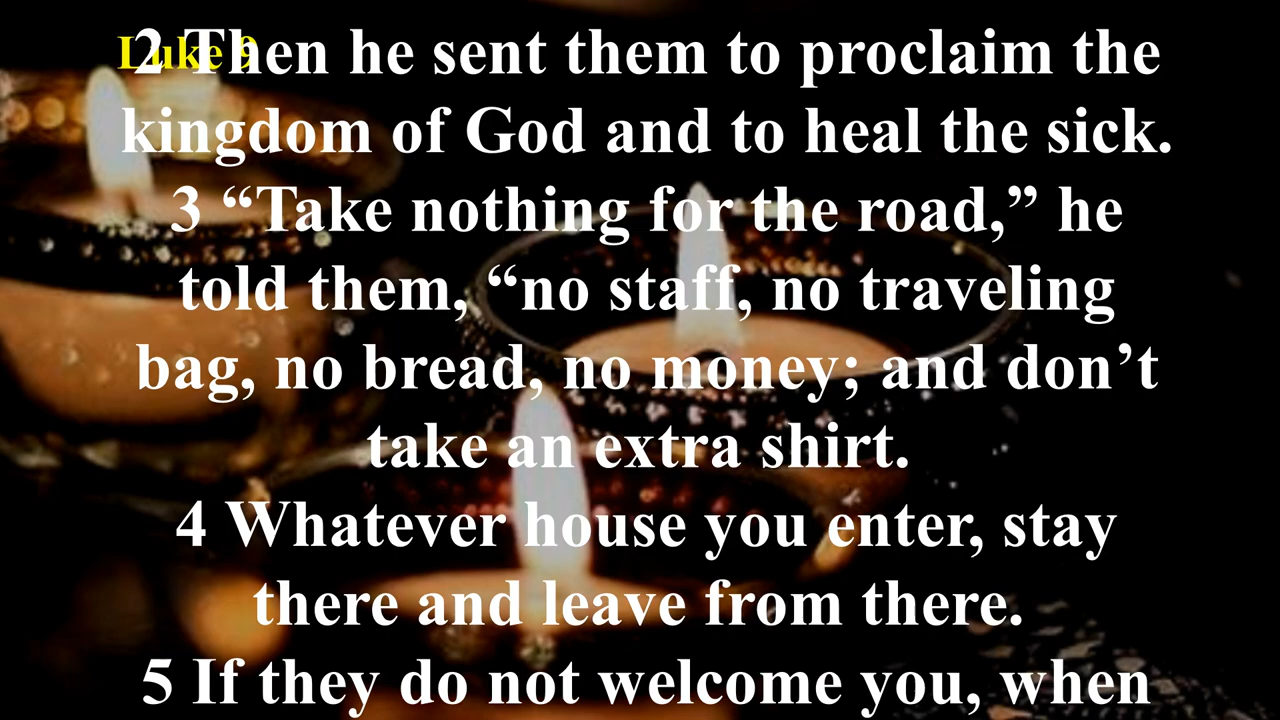 Luke 9
2 Then he sent them to proclaim the
kingdom of God and to heal the sick.
3 “Take nothing for the road,” he
told them, “no staff, no traveling
bag, no bread, no money; and don’t
take an extra shirt.
4 Whatever house you enter, stay
there and leave from there.
5 If they do not welcome you, when